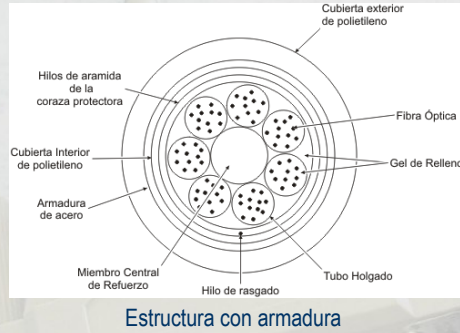 Cubierta exterior
de polietileno
Hilos de aramida
de la
coraza protectora
Fibra Óptica
Cubierta Interior
de polietileno
Gel de Relleno
Armadura
de acero
Miembro Central
de Refuerzo
Hilo de rasgado
Tubo Holgado
Estructura con armadura